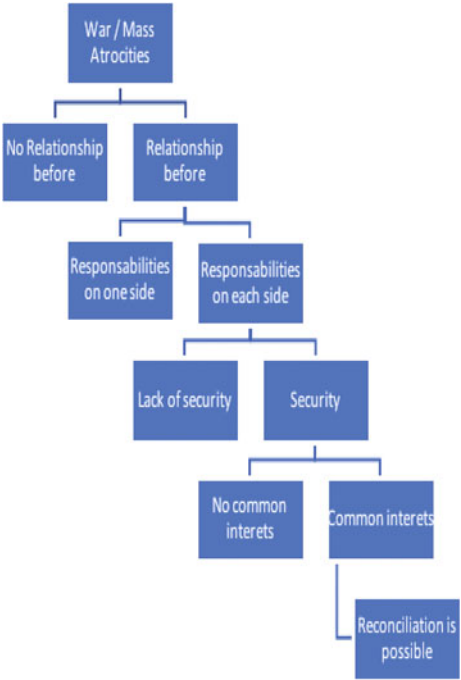 War / Mass
Atrocities
No Relationship
before
Relationship
before
Responsabilities
on one side
Responsabilities
on each side
Lack of security
Security
No common
interets
Common interets
Reconciliation is
possible